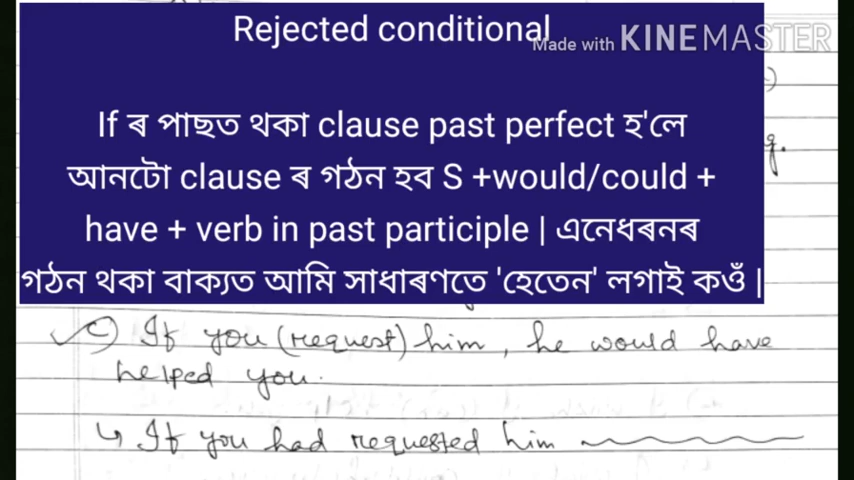 Rejected conditional
Made with KINEMASTER
If ৰ পাছত থকা clause past perfect হ'লে
আনটো clause ৰ গঠন হব S +would/could +
have + verb in past participle | এনেধৰনৰ
গঠন থকা বাক্যত আমি সাধাৰণতে 'হেতেন' লগাই কওঁ |
c) If you (request) him, he would have
helped you.
↳ If you had requested him